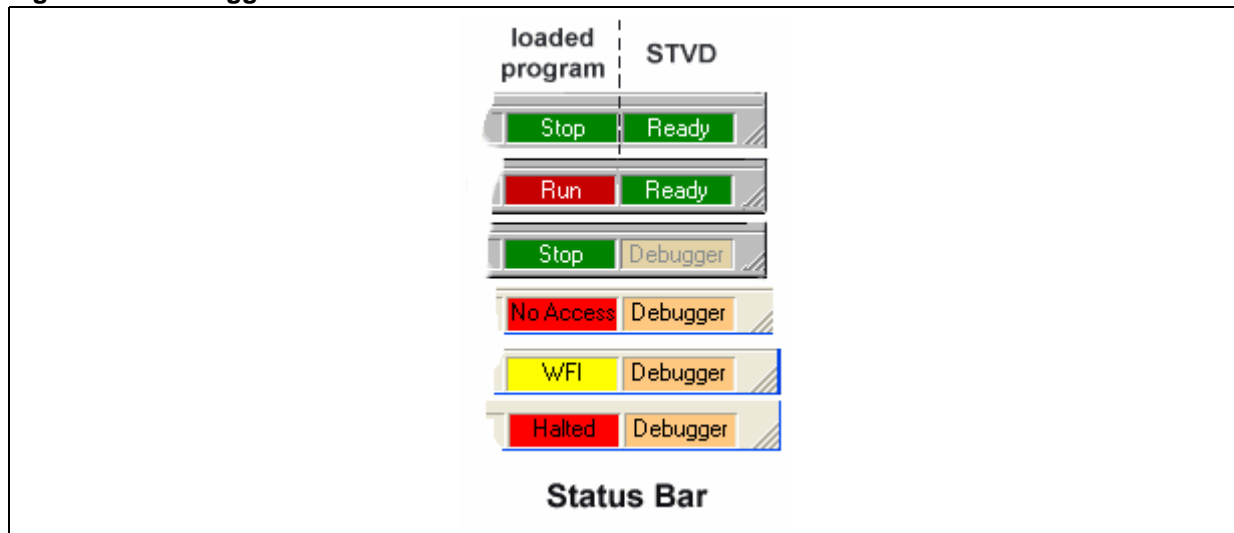 loaded program STVD
Stop Ready
Run Ready
Stop Debugger
No Access Debugger
WFI Debugger
Halted Debugger
Status Bar